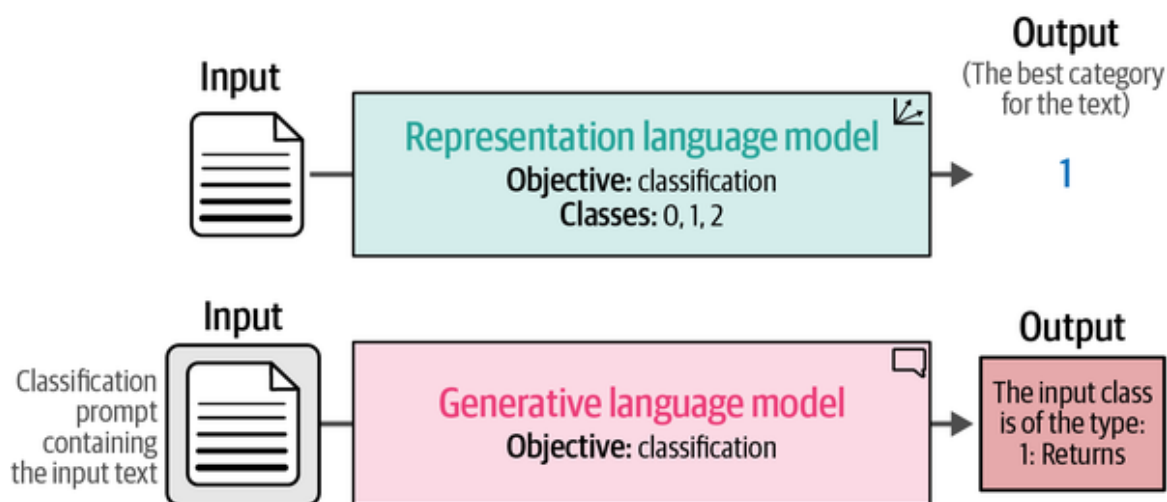 Input
Representation language model
Objective: classification
Classes: 0, 1, 2
Output
(The best category
for the text)
1
Input
Classification
prompt
containing
the input text
Generative language model
Objective: classification
Output
The input class
is of the type:
1: Returns